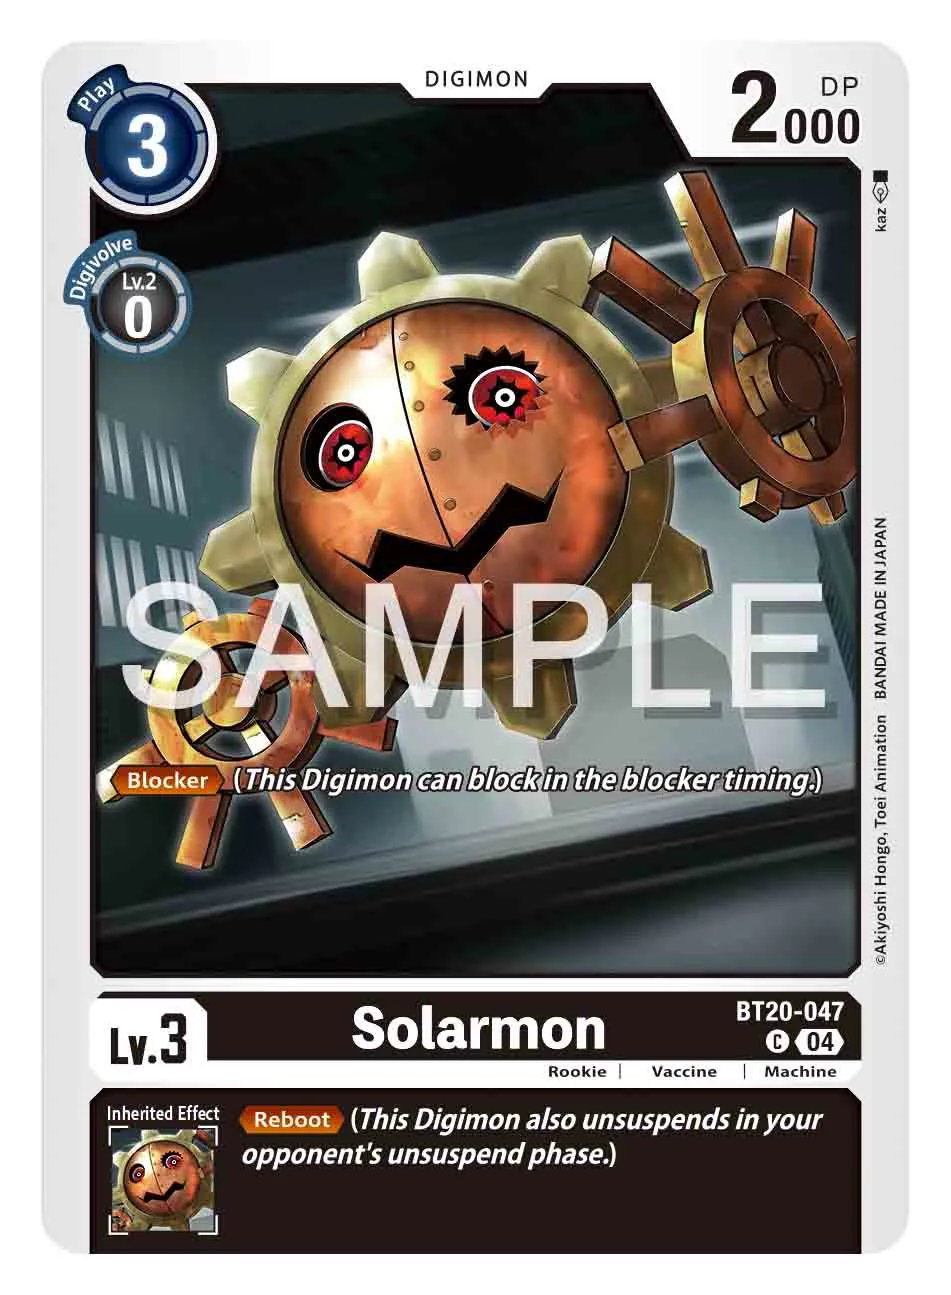 DIGIMON
Play
3
2000
DP
Digivolve
Lv.2
0
kaz
SAMPLE
Blocker (This Digimon can block in the blocker timing.)
©Akiyoshi Hongo, Toei Animation BANDAI MADE IN JAPAN
Lv.3
Solarmon
BT20-047
C 04
Rookie | Vaccine | Machine
Inherited Effect
Reboot (This Digimon also unsuspends in your
opponent's unsuspend phase.)